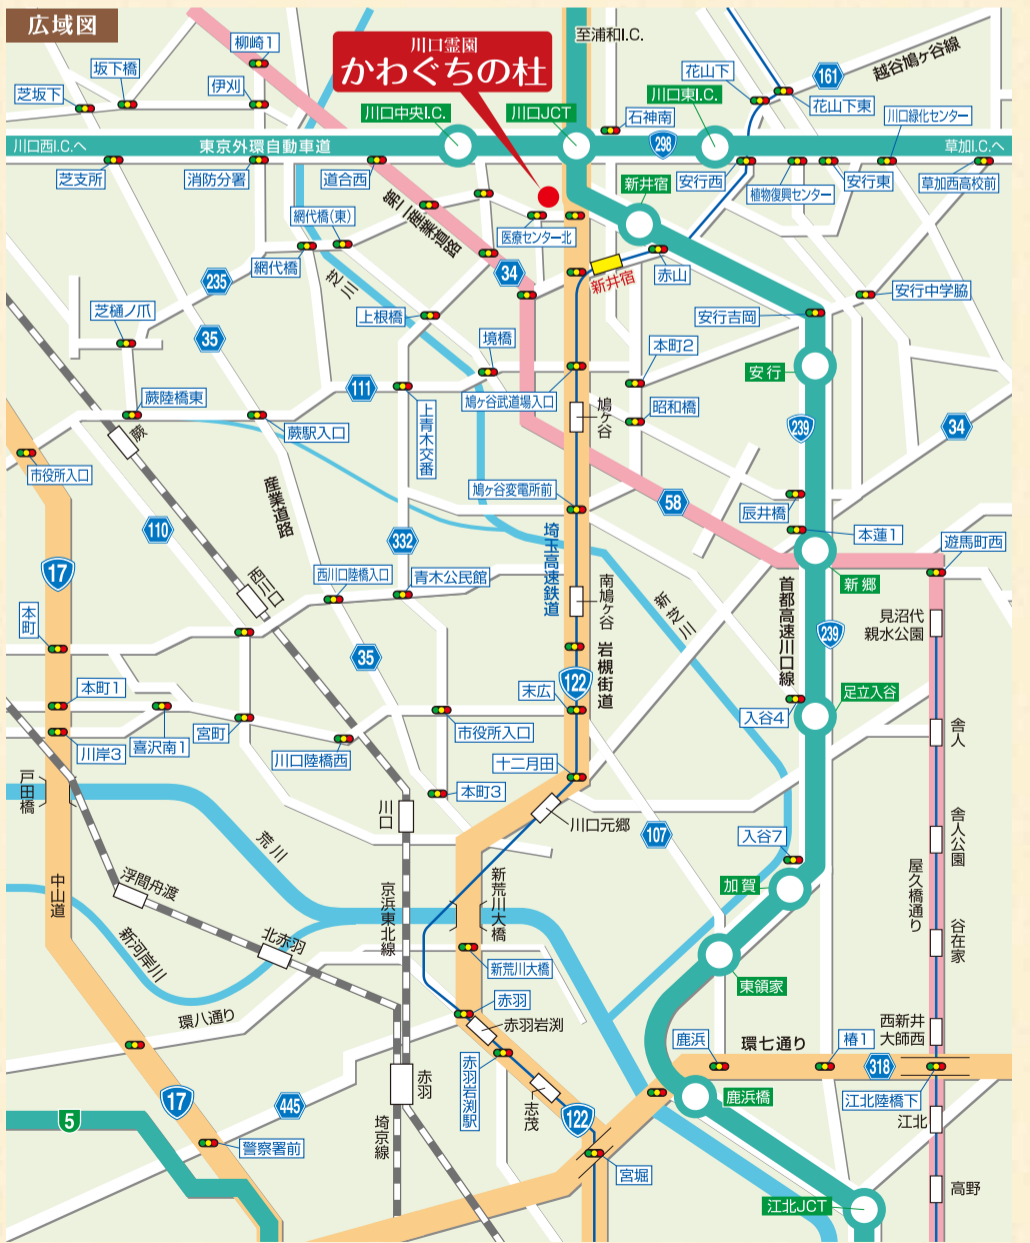 広域図
川口霊園
かわぐちの杜
至浦和I.C.
柳崎1
坂下橋
芝坂下
伊刈
花山下
161
越谷鳩ヶ谷線
花山下東
川口中央I.C.
川口JCT
川口東I.C.
石神南
川口緑化センター
川口西I.C.へ
東京外環自動車道
298
草加I.C.へ
芝支所
消防分署
道合西
安行西
植物復興センター
安行東
草加西高校前
新井宿
第二産業道路
網代橋(東)
医療センター北
網代橋
芝川
34
新井宿
赤山
235
安行中学脇
芝樋ノ爪
上根橋
安行吉岡
35
境橋
本町2
安行
111
蕨陸橋東
蕨駅入口
上青木交番
鳩ヶ谷武道場入口
鳩ヶ谷
昭和橋
239
34
蕨
市役所入口
鳩ヶ谷変電所前
58
辰井橋
産業道路
110
332
埼玉高速鉄道
本蓮1
遊馬町西
17
西川口
西川口陸橋入口
青木公民館
南鳩ヶ谷
新芝川
首都高速川口線
新郷
本町
見沼代
親水公園
35
岩槻街道
239
122
本町1
末広
足立入谷
入谷4
川岸3
喜沢南1
宮町
川口陸橋西
市役所入口
舎人
戸田橋
十二月田
本町3
川口
川口元郷
107
入谷7
舎人公園
荒川
加賀
屋久橋通り
浮間舟渡
中山道
京浜東北線
新荒川大橋
谷在家
新河岸川
北赤羽
新荒川大橋
東領家
環八通り
赤羽
赤羽岩渕
西新井
大師西
鹿浜
環七通り
椿1
318
赤羽岩渕駅
赤羽
志茂
17
445
122
鹿浜橋
江北陸橋下
江北
5
埼京線
警察署前
宮堀
高野
江北JCT